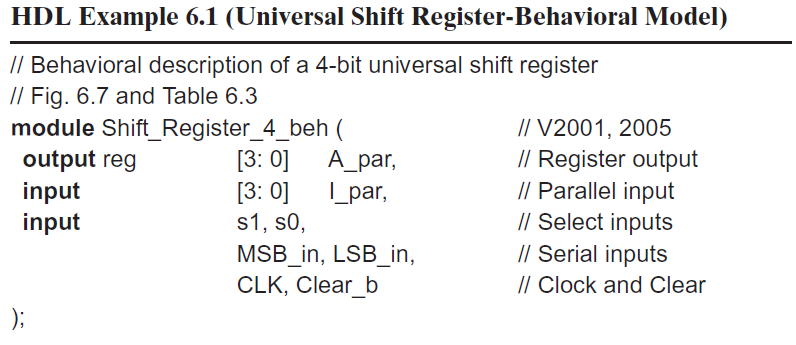 HDL Example 6.1 (Universal Shift Register-Behavioral Model)
// Behavioral description of a 4-bit universal shift register
// Fig. 6.7 and Table 6.3
module Shift_Register_4_beh ( // V2001, 2005
output reg [3: 0] A_par, // Register output
input [3: 0] I_par, // Parallel input
input s1, s0, // Select inputs
MSB_in, LSB_in, // Serial inputs
CLK, Clear_b // Clock and Clear
);